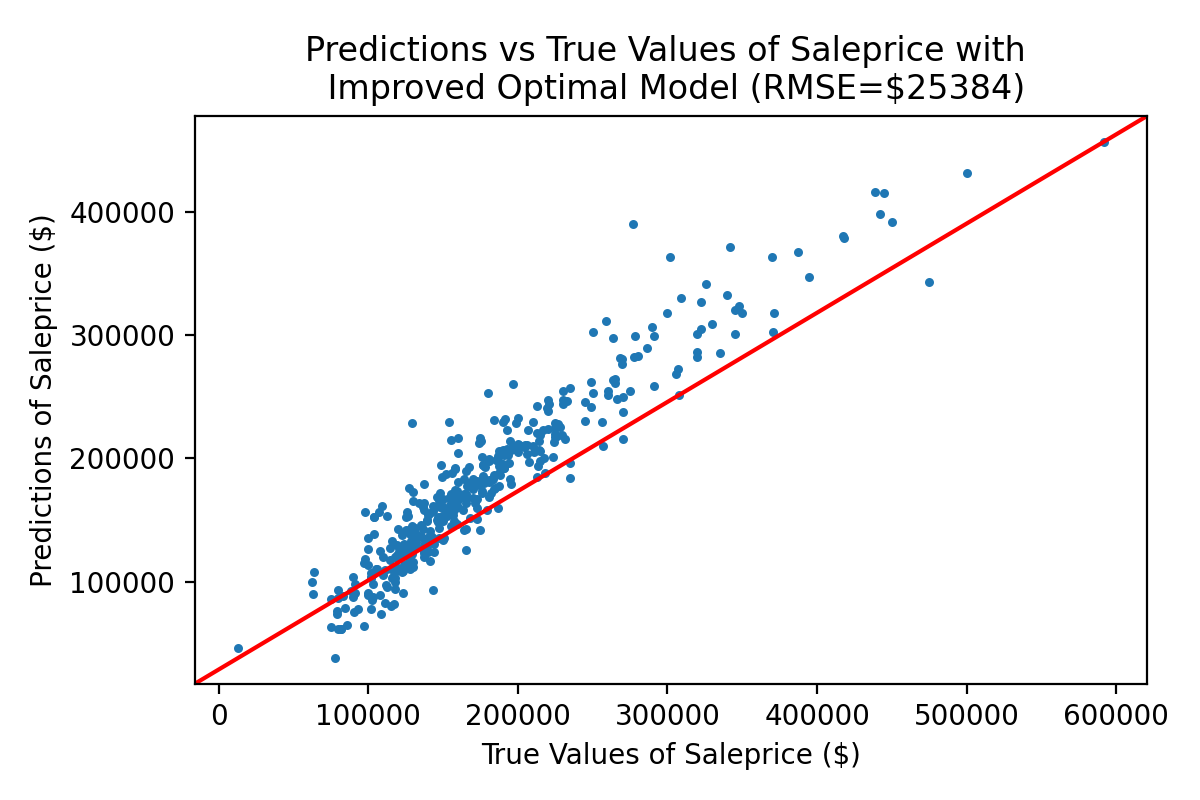 Predictions vs True Values of Saleprice with
Improved Optimal Model (RMSE=$25384)
Predictions of Saleprice ($)
400000
300000
200000
100000
0
100000
200000
300000
400000
500000
600000
True Values of Saleprice ($)